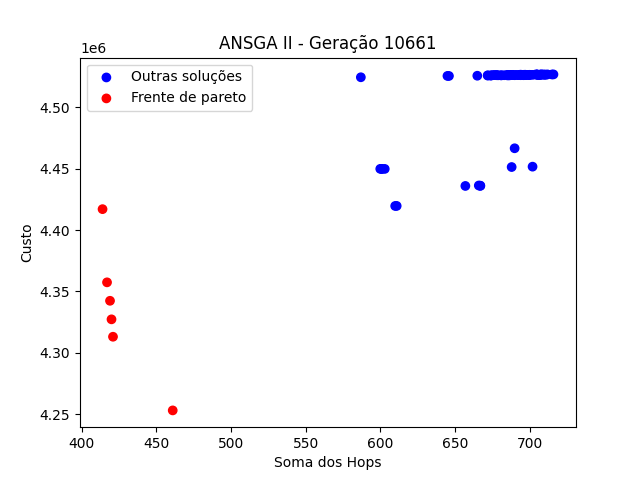 ANSGA II - Geração 10661
1e6
Outras soluções
Frente de pareto
4.50
4.45
4.40
4.35
4.30
4.25
Custo
400 450 500 550 600 650 700
Soma dos Hops